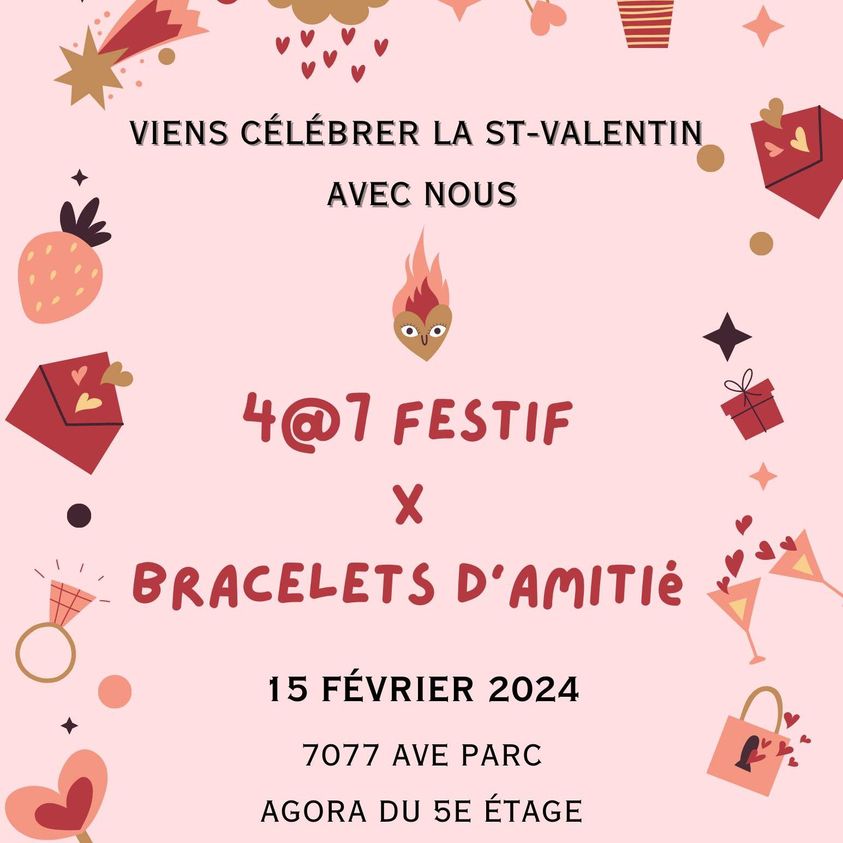 VIENS CÉLÉBRER LA ST-VALENTIN
AVEC NOUS
4@7 FESTIF
X
BRACELETS D'AMITIÉ
15 FÉVRIER 2024
7077 AVE PARC
AGORA DU 5E ÉTAGE